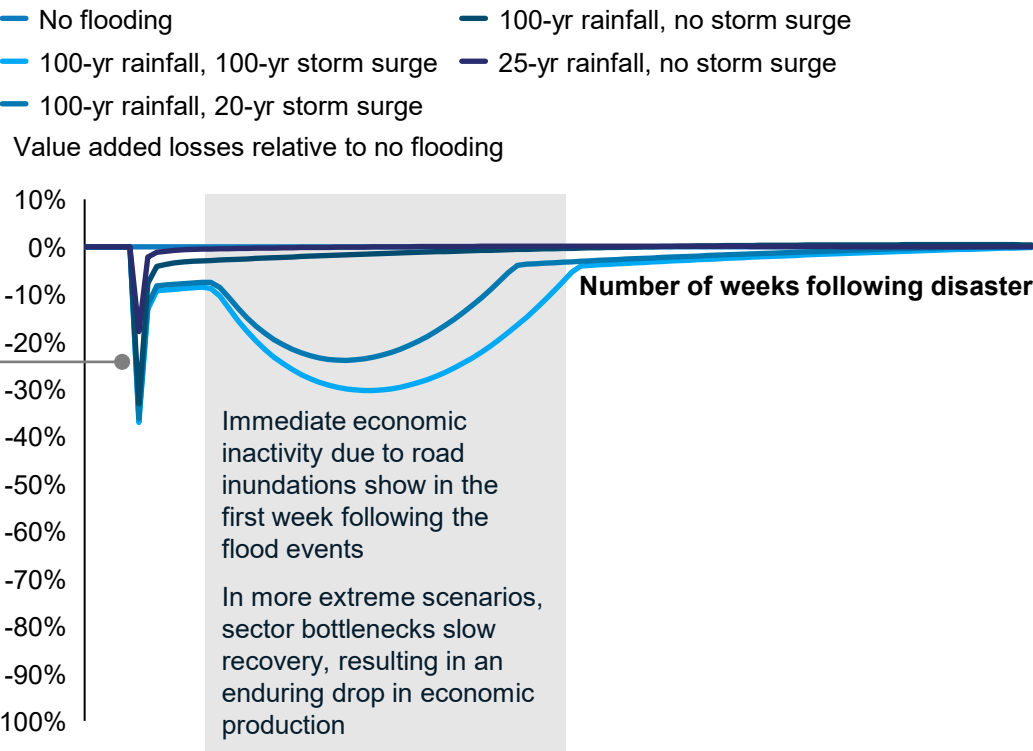 No flooding
100-yr rainfall, no storm surge
100-yr rainfall, 100-yr storm surge
25-yr rainfall, no storm surge
100-yr rainfall, 20-yr storm surge
Value added losses relative to no flooding
10%
0%
-10%
Number of weeks following disaster
-20%
-30%
-40%
-50%
-60%
-70%
-80%
-90%
100%
Immediate economic
inactivity due to road
inundations show in the
first week following the
flood events
In more extreme scenarios,
sector bottlenecks slow
recovery, resulting in an
enduring drop in economic
production